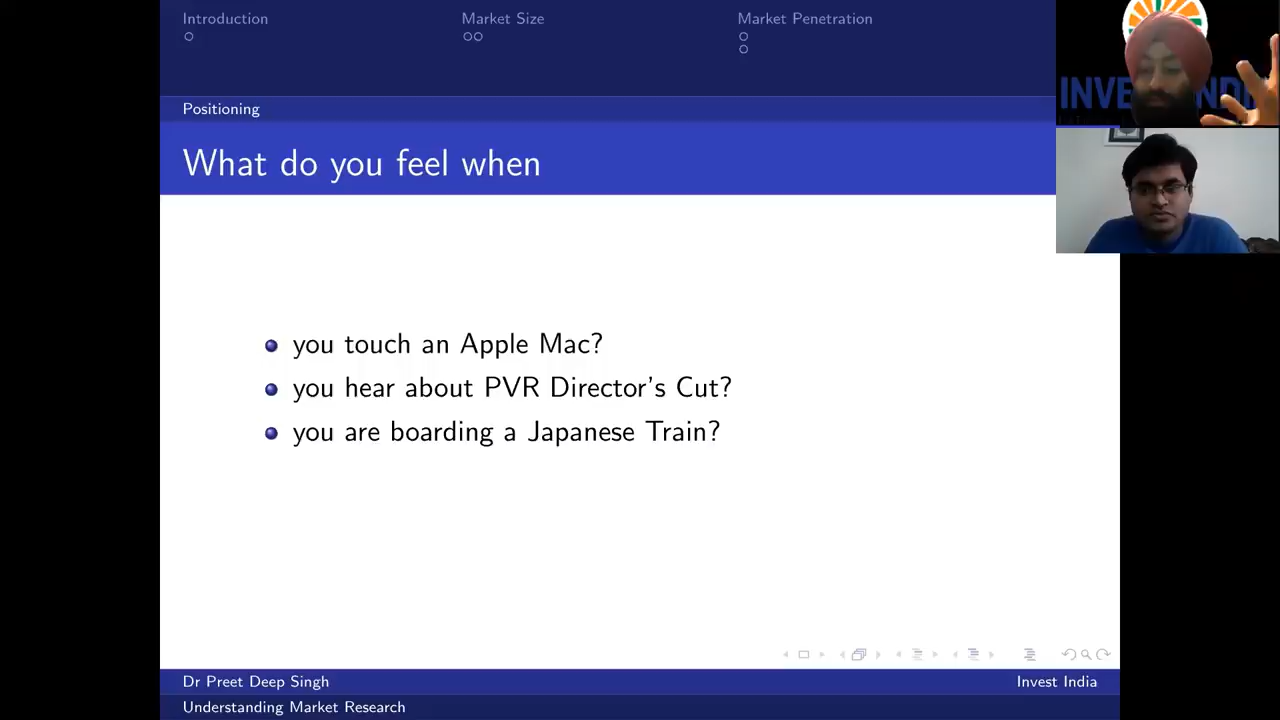 Introduction
Market Size
Market Penetration
Positioning
What do you feel when
you touch an Apple Mac?
you hear about PVR Director's Cut?
you are boarding a Japanese Train?
Dr Preet Deep Singh
Invest India
Understanding Market Research